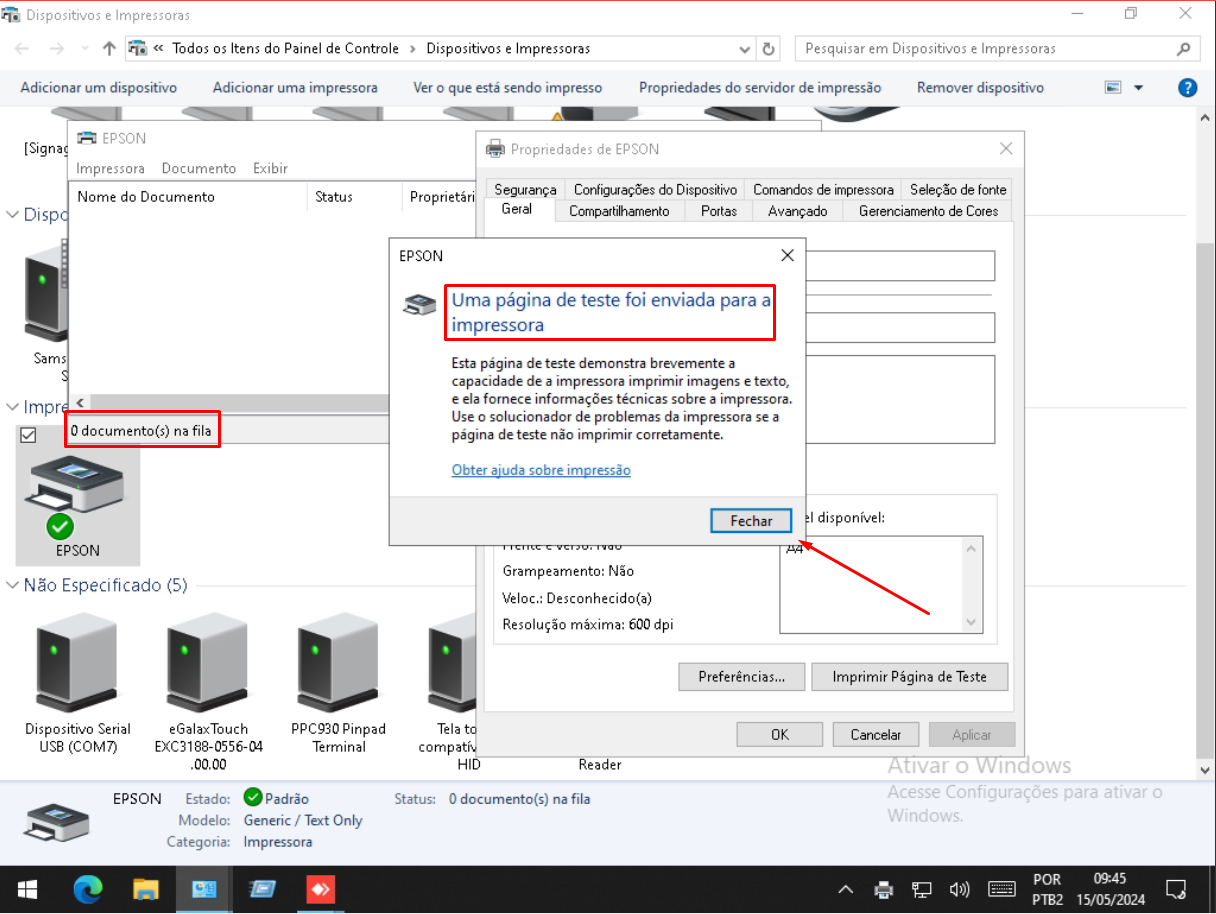 Dispositivos e Impressoras
« Todos os Itens do Painel de Controle > Dispositivos e Impressoras
Pesquisar em Dispositivos e Impressoras
Adicionar um dispositivo
Adicionar uma impressora
Ver o que está sendo impresso
Propriedades do servidor de impressão
Remover dispositivo
?
[Signag
EPSON
Impressora
Documento
Exibir
Nome do Documento
Status
Proprietári
Dispo
Sams
S
Impre
0 documento(s) na fila
EPSON
Propriedades de EPSON
Segurança
Configurações do Dispositivo
Comandos de impressora
Seleção de fonte
Geral
Compartilhamento
Portas
Avançado
Gerenciamento de Cores
EPSON
Uma página de teste foi enviada para a
impressora
Esta página de teste demonstra brevemente a
capacidade de a impressora imprimir imagens e texto,
e ela fornece informações técnicas sobre a impressora.
Use o solucionador de problemas da impressora se a
página de teste não imprimir corretamente.
Obter ajuda sobre impressão
Fechar
el disponível:
Frente e verso: Não
A4
Grampeamento: Não
Veloc.: Desconhecido(a)
Resolução máxima: 600 dpi
Preferências...
Imprimir Página de Teste
OK
Cancelar
Aplicar
Não Especificado (5)
Dispositivo Serial
USB (COM7)
eGalaxTouch
EXC3188-0556-04
.00.00
PPC930 Pinpad
Terminal
Tela to
compatív
HID
Reader
Ativar o Windows
Acesse Configurações para ativar o
Windows.
EPSON
Estado: Padrão
Status: 0 documento(s) na fila
Modelo: Generic / Text Only
Categoria: Impressora
POR
PTB2
09:45
15/05/2024